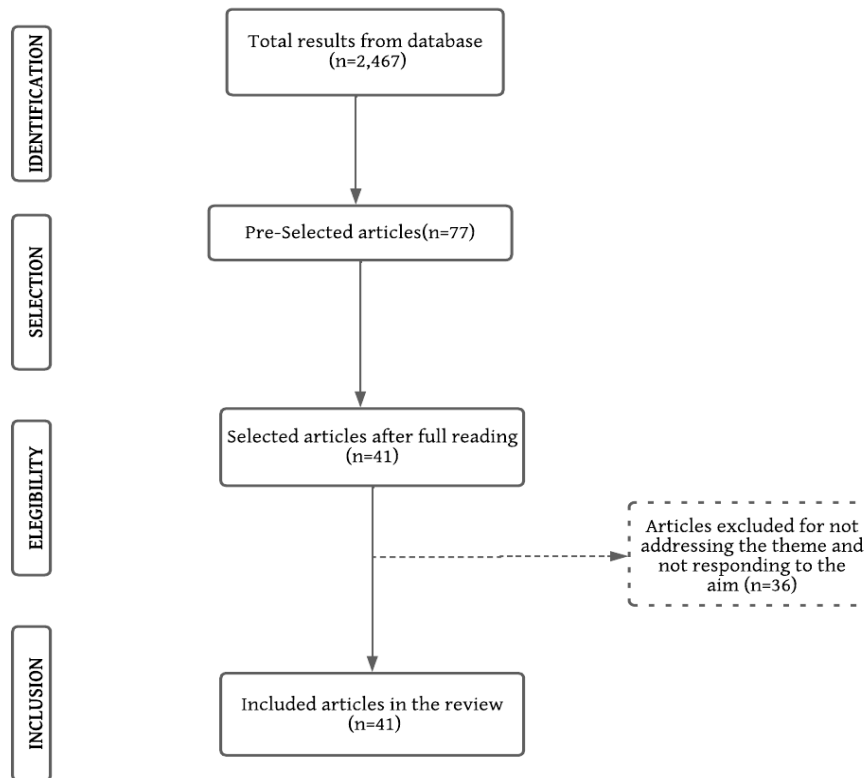 IDENTIFICATION
Total results from database
(n=2,467)
SELECTION
Pre-Selected articles(n=77)
ELEGIBILITY
Selected articles after full reading
(n=41)
Articles excluded for not
addressing the theme and
not responding to the
aim (n=36)
INCLUSION
Included articles in the review
(n=41)